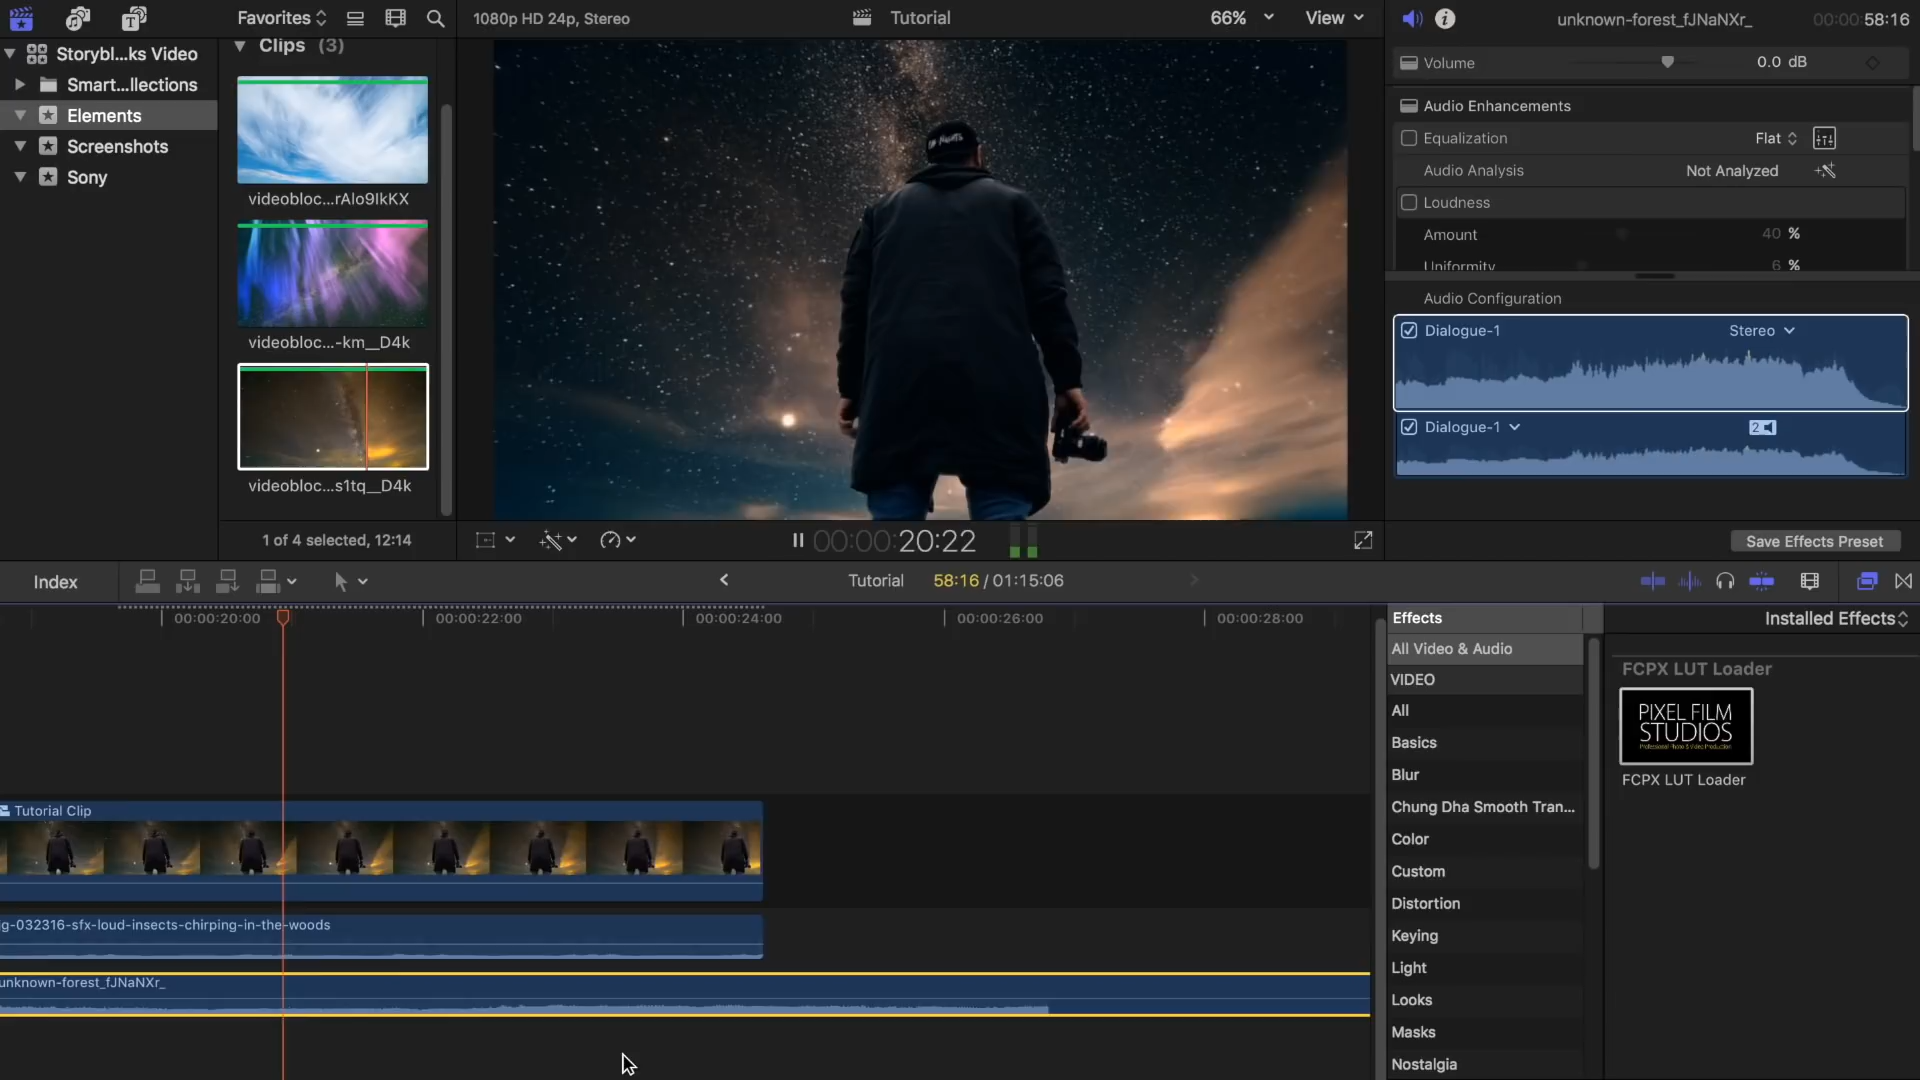 Favorites
1080p HD 24p, Stereo
Tutorial
66%
View
unknown-forest_fJNaNXr_
00:00:58:16
Storybl...ks Video
Smart...llections
Elements
Screenshots
Sony
Clips (3)
videobloc...rAlo9IkKX
videobloc...-km__D4k
videobloc...s1tq__D4k
1 of 4 selected, 12:14
00:00:00:20:22
Volume
0.0 dB
Audio Enhancements
Equalization
Flat
Audio Analysis
Not Analyzed
Loudness
Amount
40 %
Uniformity
6 %
Audio Configuration
Dialogue-1
Stereo
Dialogue-1
2
Save Effects Preset
Index
Tutorial
58:16 / 01:15:06
00:00:20:00
00:00:22:00
00:00:24:00
00:00:26:00
00:00:28:00
Tutorial Clip
g-032316-sfx-loud-insects-chirping-in-the-woods
unknown-forest_fJNaNXr_
Effects
Installed Effects
All Video & Audio
VIDEO
All
Basics
Blur
Chung Dha Smooth Tran...
Color
Custom
Distortion
Keying
Light
Looks
Masks
Nostalgia
FCPX LUT Loader
PIXEL FILM
STUDIOS
Professional Photo & Video Production
FCPX LUT Loader